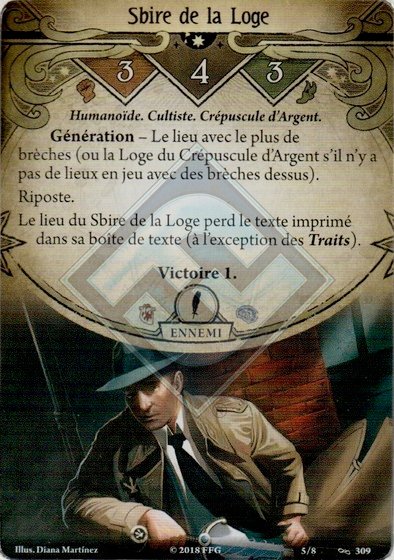 Sbire de la Loge
3 4 3
Humanoïde. Cultiste. Crépuscule d'Argent.
Génération – Le lieu avec le plus de
brèches (ou la Loge du Crépuscule d'Argent s'il n'y a
pas de lieux en jeu avec des brèches dessus).
Riposte.
Le lieu du Sbire de la Loge perd le texte imprimé
dans sa boite de texte (à l'exception des Traits).
Victoire 1.
ENNEMI
Illus. Diana Martínez
© 2018 FFG
5/8
309